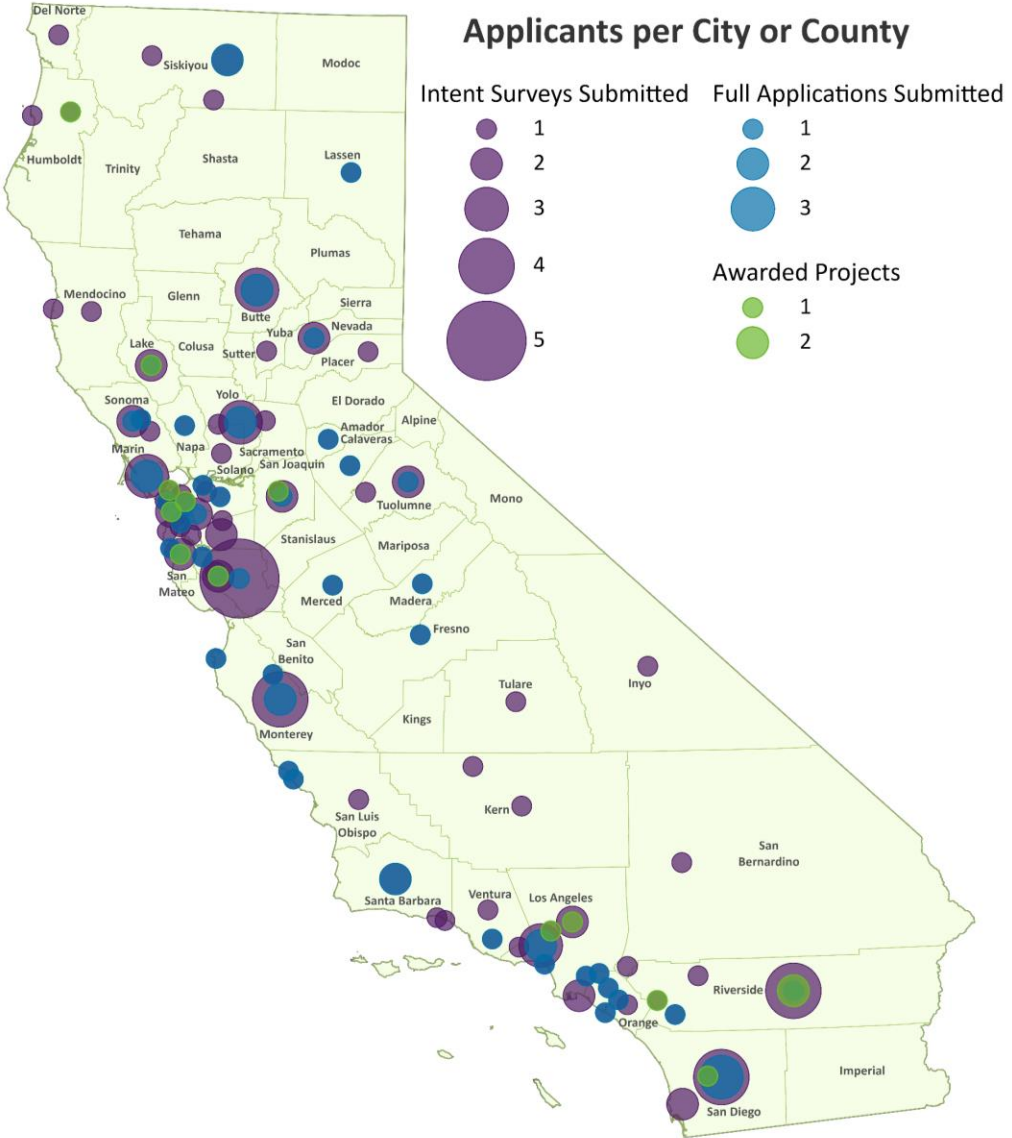 Applicants per City or County
Intent Surveys Submitted
1
2
3
4
5
Full Applications Submitted
1
2
3
Awarded Projects
1
2
Del Norte
Siskiyou
Modoc
Humboldt
Trinity
Shasta
Lassen
Tehama
Plumas
Mendocino
Glenn
Butte
Sierra
Lake
Colusa
Sutter
Yuba
Nevada
Placer
Sonoma
Yolo
El Dorado
Marin
Napa
Solano
Sacramento
San Joaquin
Amador
Calaveras
Alpine
Tuolumne
Mono
Stanislaus
Mariposa
San
Mateo
Merced
Madera
Fresno
San
Benito
Monterey
Kings
Tulare
Inyo
San Luis
Obispo
Kern
San
Bernardino
Santa Barbara
Ventura
Los Angeles
Riverside
Orange
San Diego
Imperial